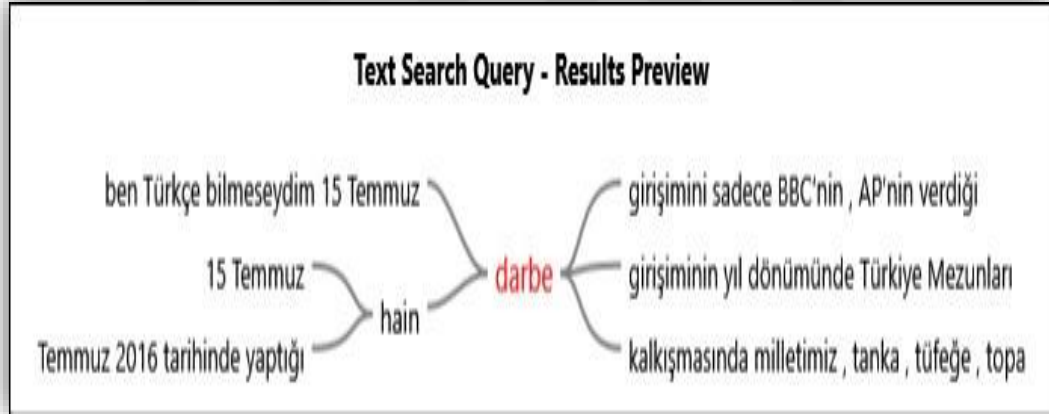 Text Search Query - Results Preview
ben Türkçe bilmeseydim 15 Temmuz
15 Temmuz
hain
Temmuz 2016 tarihinde yaptığı
darbe
girişimini sadece BBC'nin , AP'nin verdiği
girişiminin yıl dönümünde Türkiye Mezunları
kalkışmasında milletimiz , tanka , tüfeğe , topa